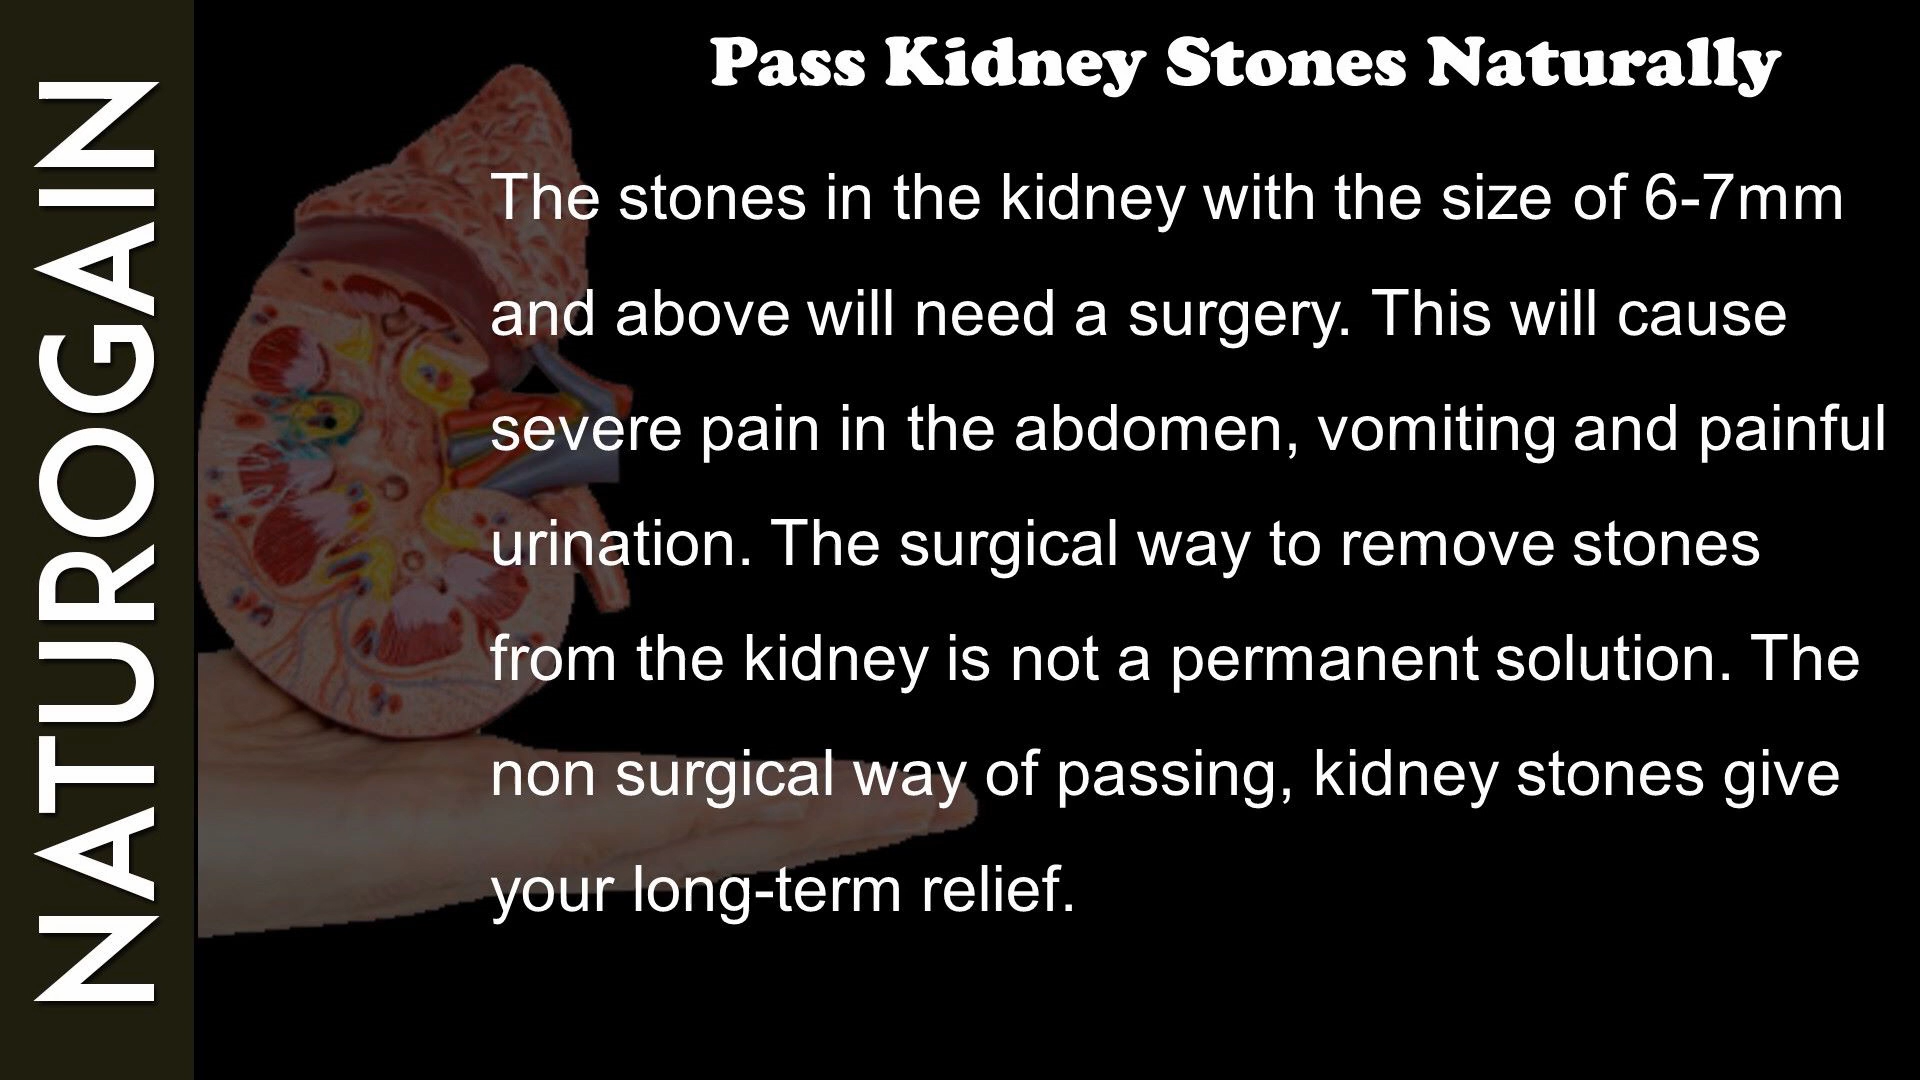 NATUROGAIN
Pass Kidney Stones Naturally
The stones in the kidney with the size of 6-7mm
and above will need a surgery. This will cause
severe pain in the abdomen, vomiting and painful
urination. The surgical way to remove stones
from the kidney is not a permanent solution. The
non surgical way of passing, kidney stones give
your long-term relief.